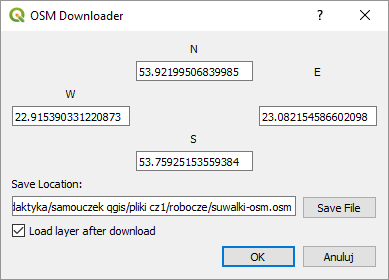 OSM Downloader
N
53.92199506839985
E
W
22.915390331220873
23.082154586602098
S
53.75925153559384
Save Location:
daktyka/samouczek qgis/pliki cz1/robocze/suwalki-osm.osm
Save File
Load layer after download
OK
Anuluj